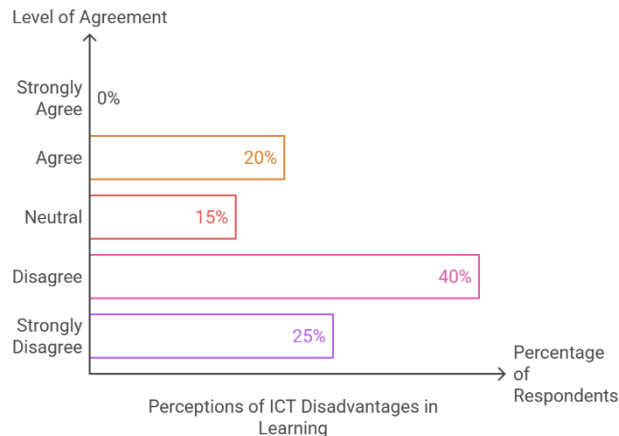 Level of Agreement
Strongly
Agree
0%
Agree
20%
Neutral
15%
Disagree
40%
Strongly
Disagree
25%
Percentage
of
Respondents
Perceptions of ICT Disadvantages in
Learning